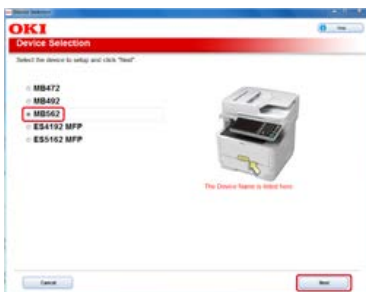 Device Selection
OKI
Help
Device Selection
Select the device to setup and click "Next".
MB472
MB492
MB562
ES4192 MFP
ES5162 MFP
The Device Name is listed here.
Cancel
Next